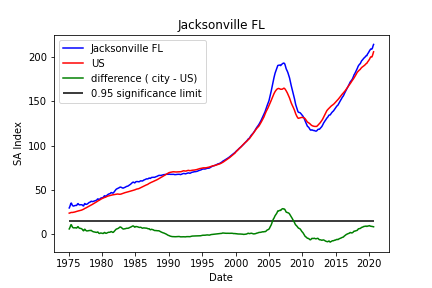 Jacksonville FL
Jacksonville FL
US
difference ( city - US)
0.95 significance limit
SA Index
200
150
100
50
0
1975 1980 1985 1990 1995 2000 2005 2010 2015 2020
Date